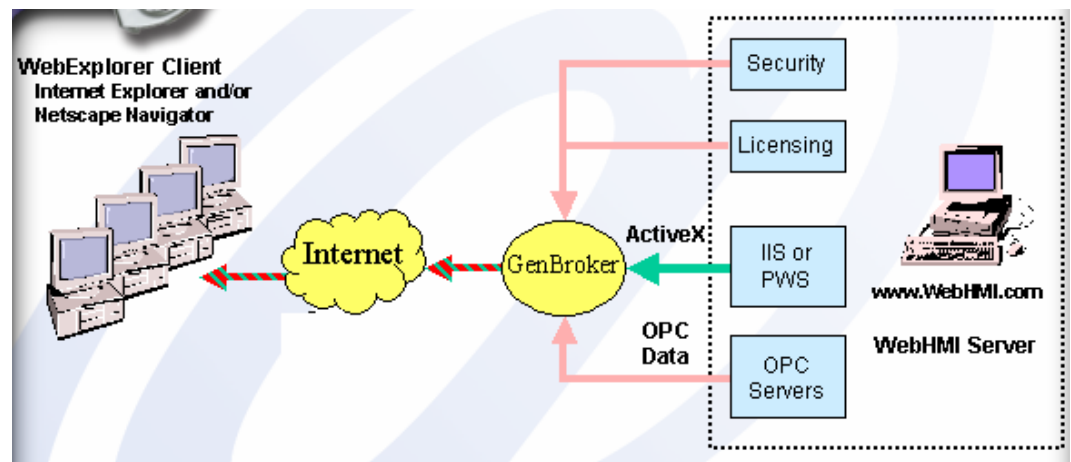 WebExplorer Client
Internet Explorer and/or
Netscape Navigator
Internet
GenBroker
ActiveX
OPC
Data
Security
Licensing
IIS or
PWS
OPC
Servers
www.WebHMI.com
WebHMI Server